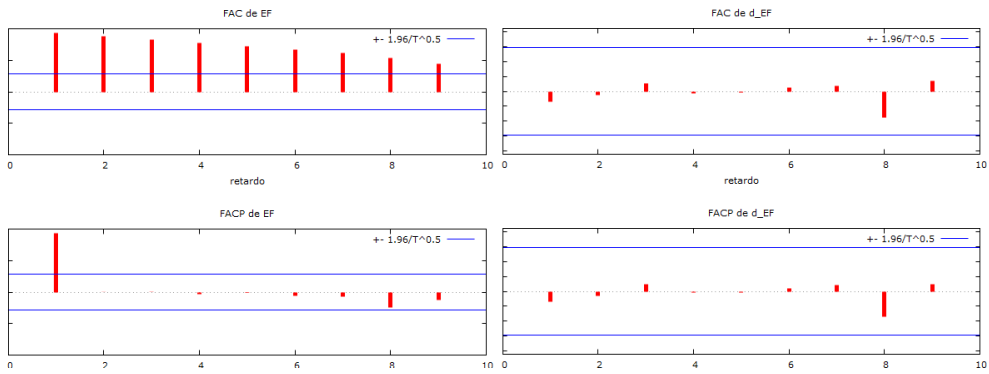 FAC de EF
+- 1.96/T^0.5
0 2 4 6 8 10
retardo
FAC de d_EF
+- 1.96/T^0.5
0 2 4 6 8 10
retardo
FACP de EF
+- 1.96/T^0.5
0 2 4 6 8 10
FACP de d_EF
+- 1.96/T^0.5
0 2 4 6 8 10